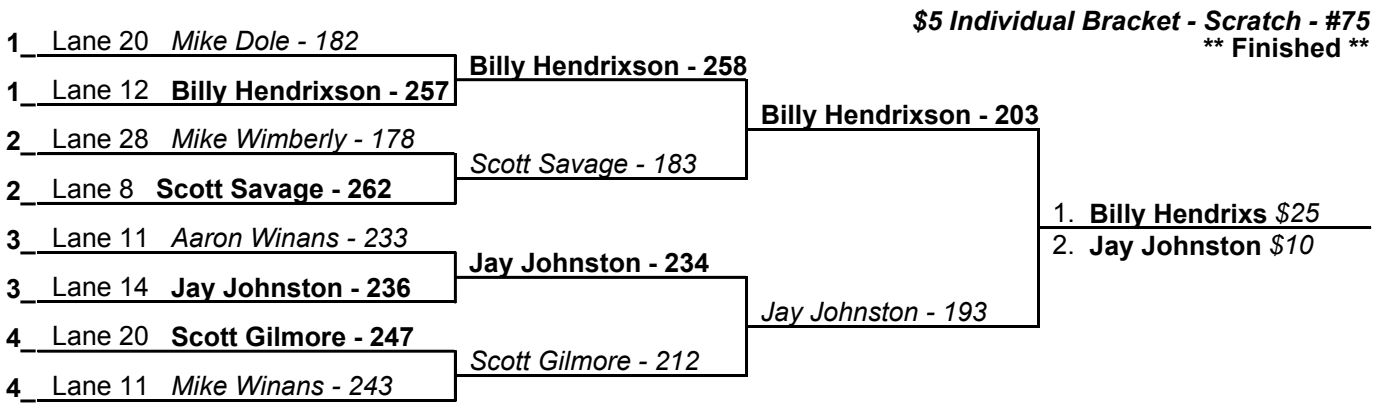 $5 Individual Bracket - Scratch - #75
** Finished **
1_ Lane 20 Mike Dole - 182
1_ Lane 12 Billy Hendrixson - 257
2_ Lane 28 Mike Wimberly - 178
2_ Lane 8 Scott Savage - 262
3_ Lane 11 Aaron Winans - 233
3_ Lane 14 Jay Johnston - 236
4_ Lane 20 Scott Gilmore - 247
4_ Lane 11 Mike Winans - 243
Billy Hendrixson - 258
Scott Savage - 183
Jay Johnston - 234
Scott Gilmore - 212
Billy Hendrixson - 203
Jay Johnston - 193
1. Billy Hendrixs $25
2. Jay Johnston $10